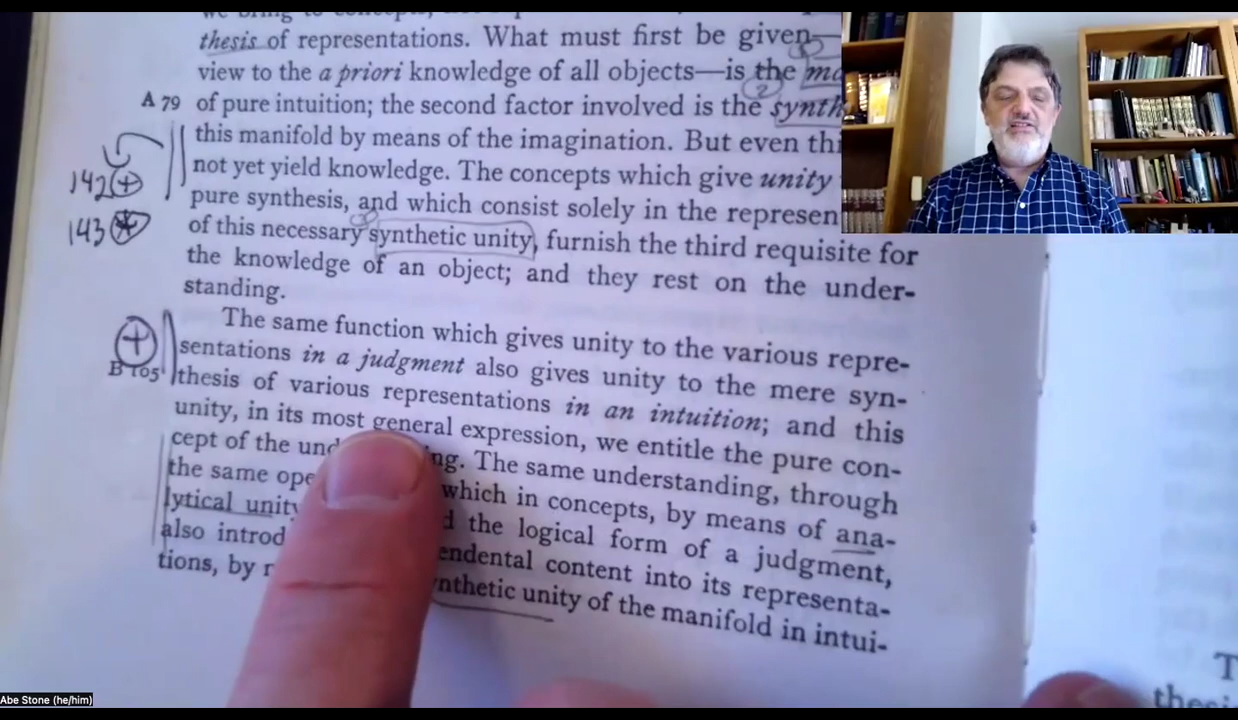 thesis of representations. What must first be given—
view to the a priori knowledge of all objects—is the
A 79 of pure intuition; the second factor involved is the synth
this manifold by means of the imagination. But even
not yet yield knowledge. The concepts which give unity
142
pure synthesis, and which consist solely in the represen
143
of this necessary synthetic unity, furnish the third requisite for
the knowledge of an object; and they rest on the under-
standing.
The same function which gives unity to the various repre-
sentations in a judgment also gives unity to the mere syn-
B 105 thesis of various representations in an intuition; and this
unity, in its most general expression, we entitle the pure con-
cept of the ing. The same understanding, through
the same ope which in concepts, by means of ana-
lytical unity the logical form of a judgment,
also introd endental content into its representa-
tions, by nthetic unity of the manifold in intui-
Abe Stone (he/him)